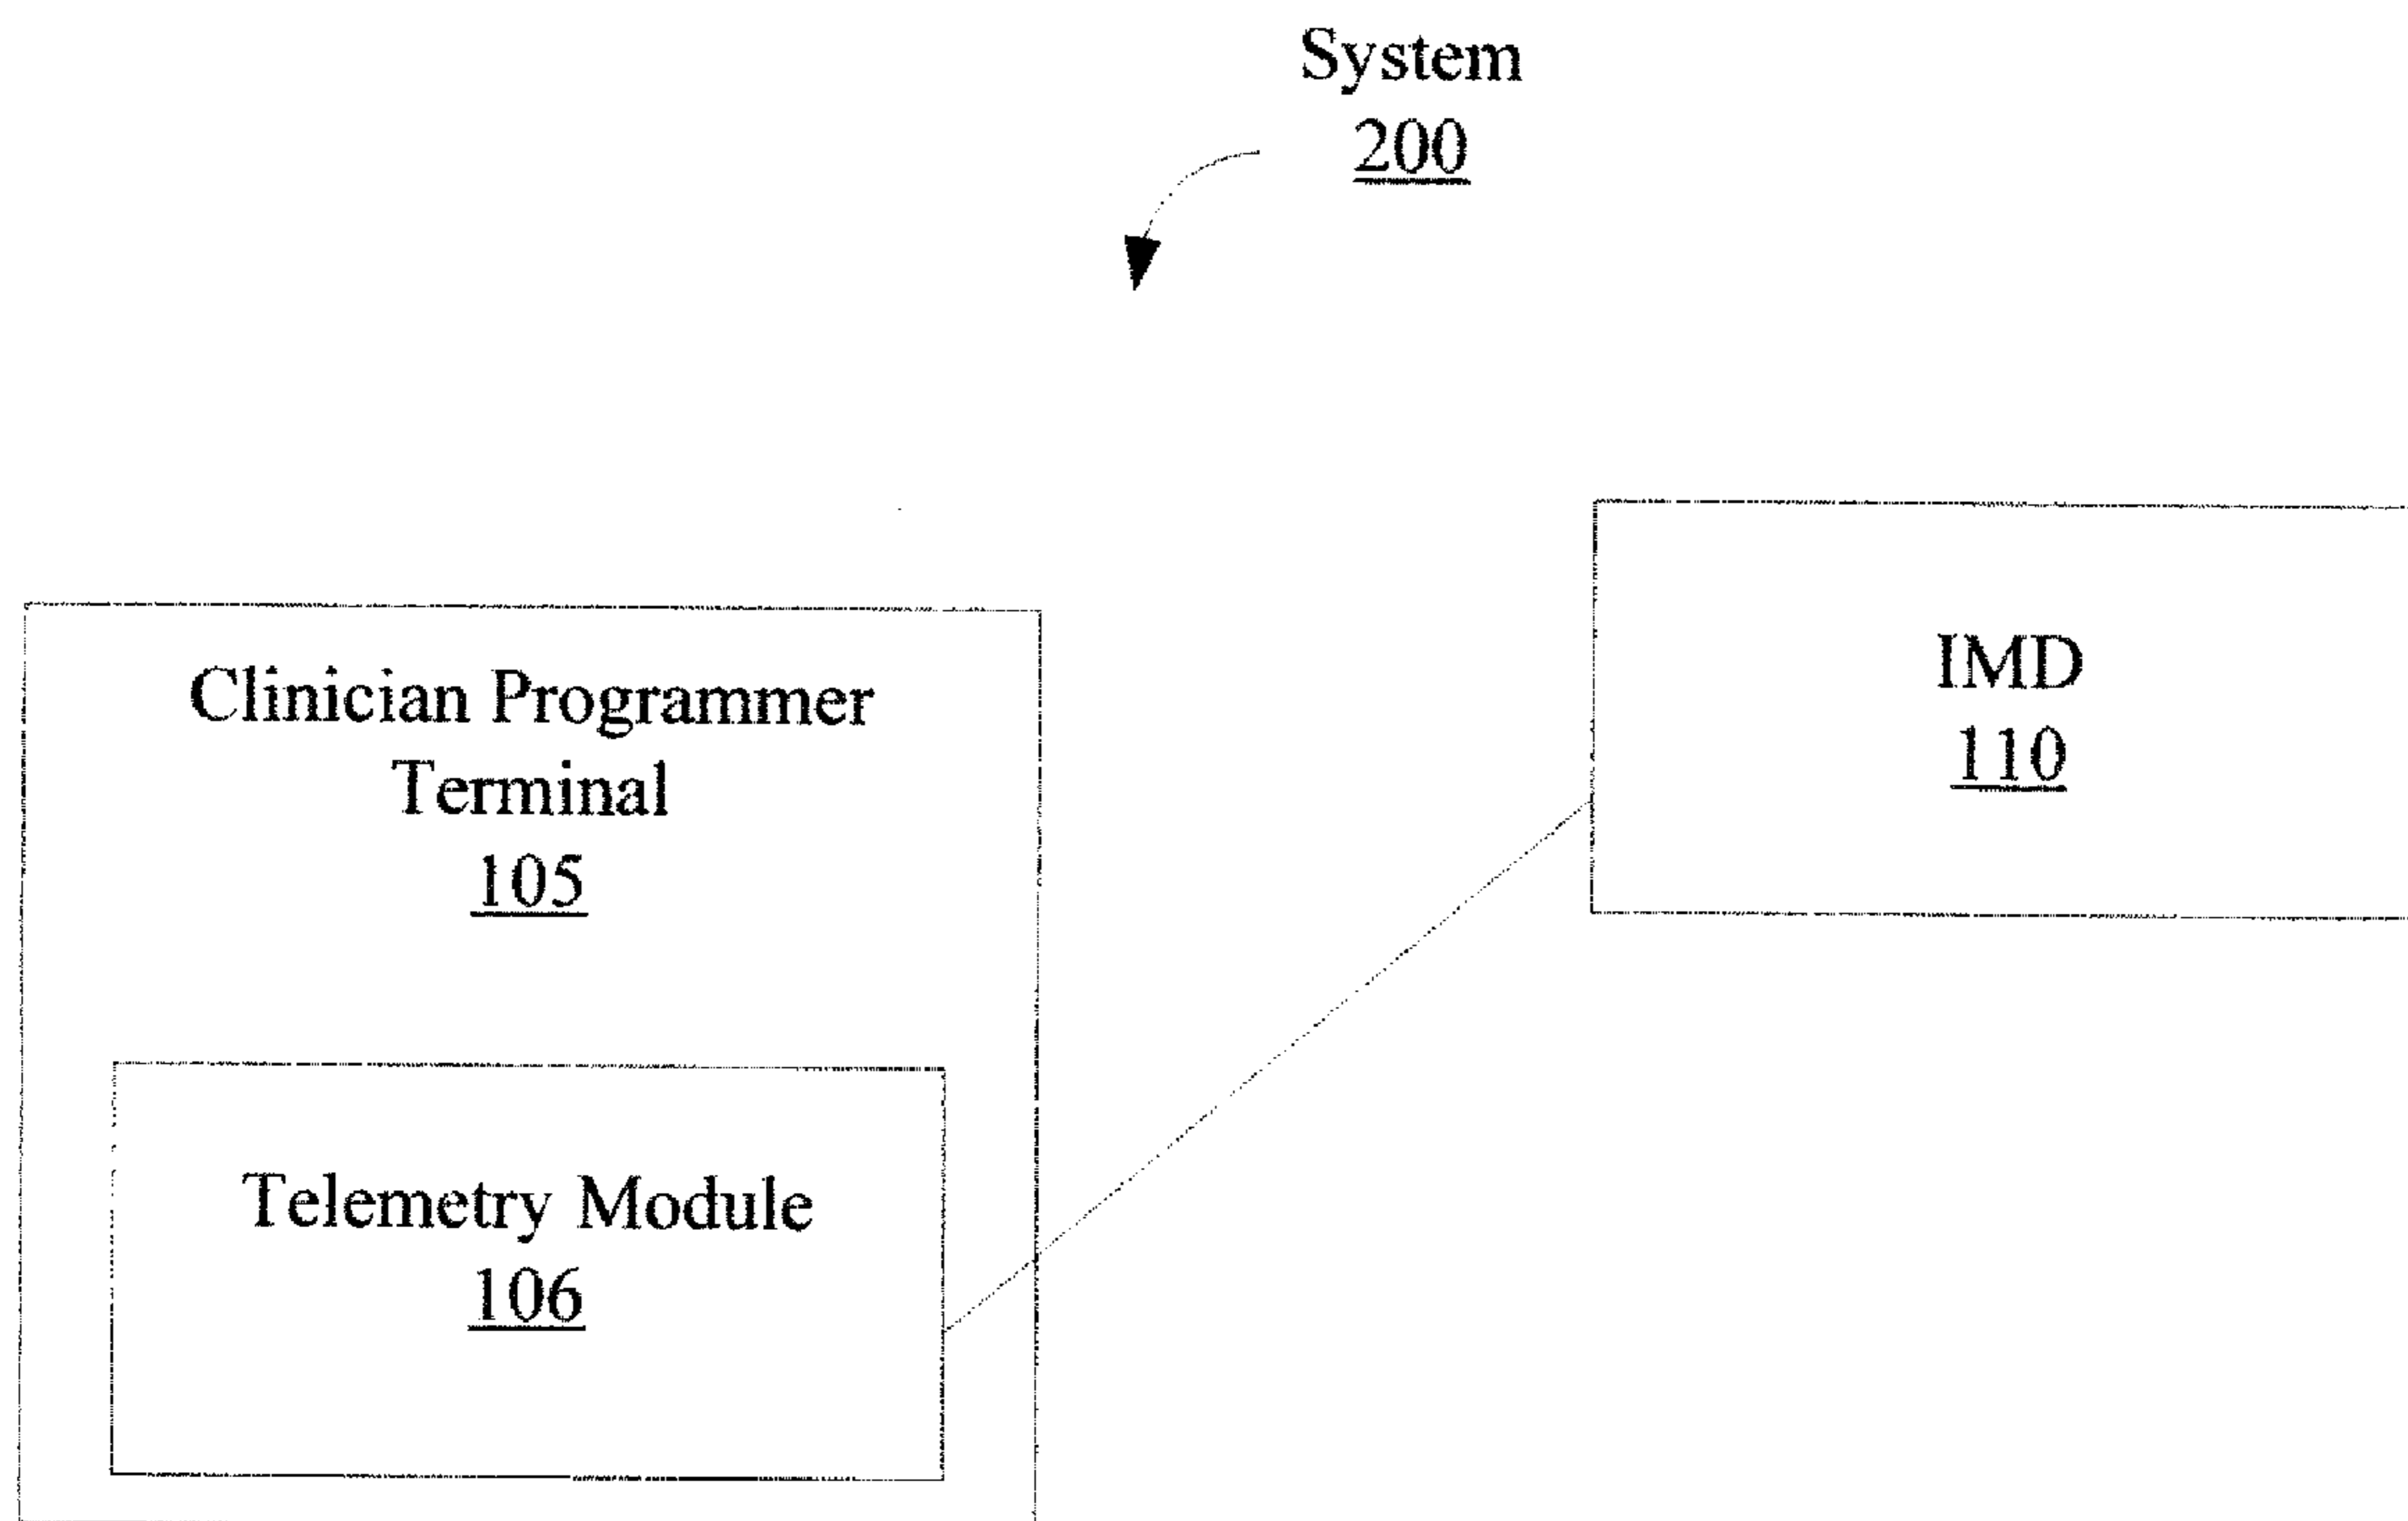 System
200
IMD
110
Clinician Programmer
Terminal
105
Telemetry Module
106